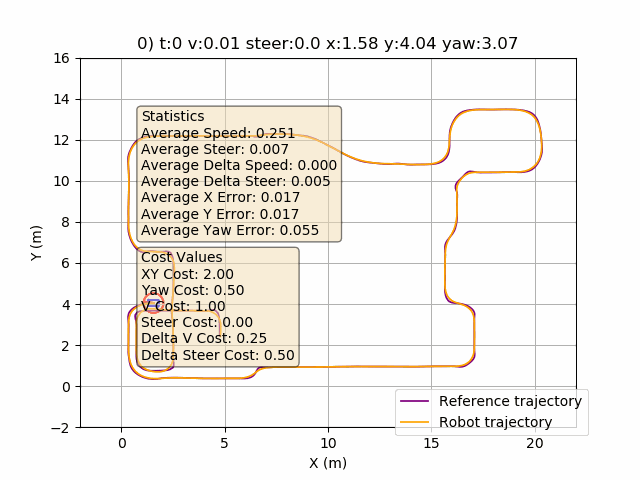 0) t:0 v:0.01 steer:0.0 x:1.58 y:4.04 yaw:3.07
16
14
12
10
8
6
4
2
0
−2
Y (m)
Statistics
Average Speed: 0.251
Average Steer: 0.007
Average Delta Speed: 0.000
Average Delta Steer: 0.005
Average X Error: 0.017
Average Y Error: 0.017
Average Yaw Error: 0.055
Cost Values
XY Cost: 2.00
Yaw Cost: 0.50
V Cost: 1.00
Steer Cost: 0.00
Delta V Cost: 0.25
Delta Steer Cost: 0.50
Reference trajectory
Robot trajectory
0 5 10 15 20
X (m)